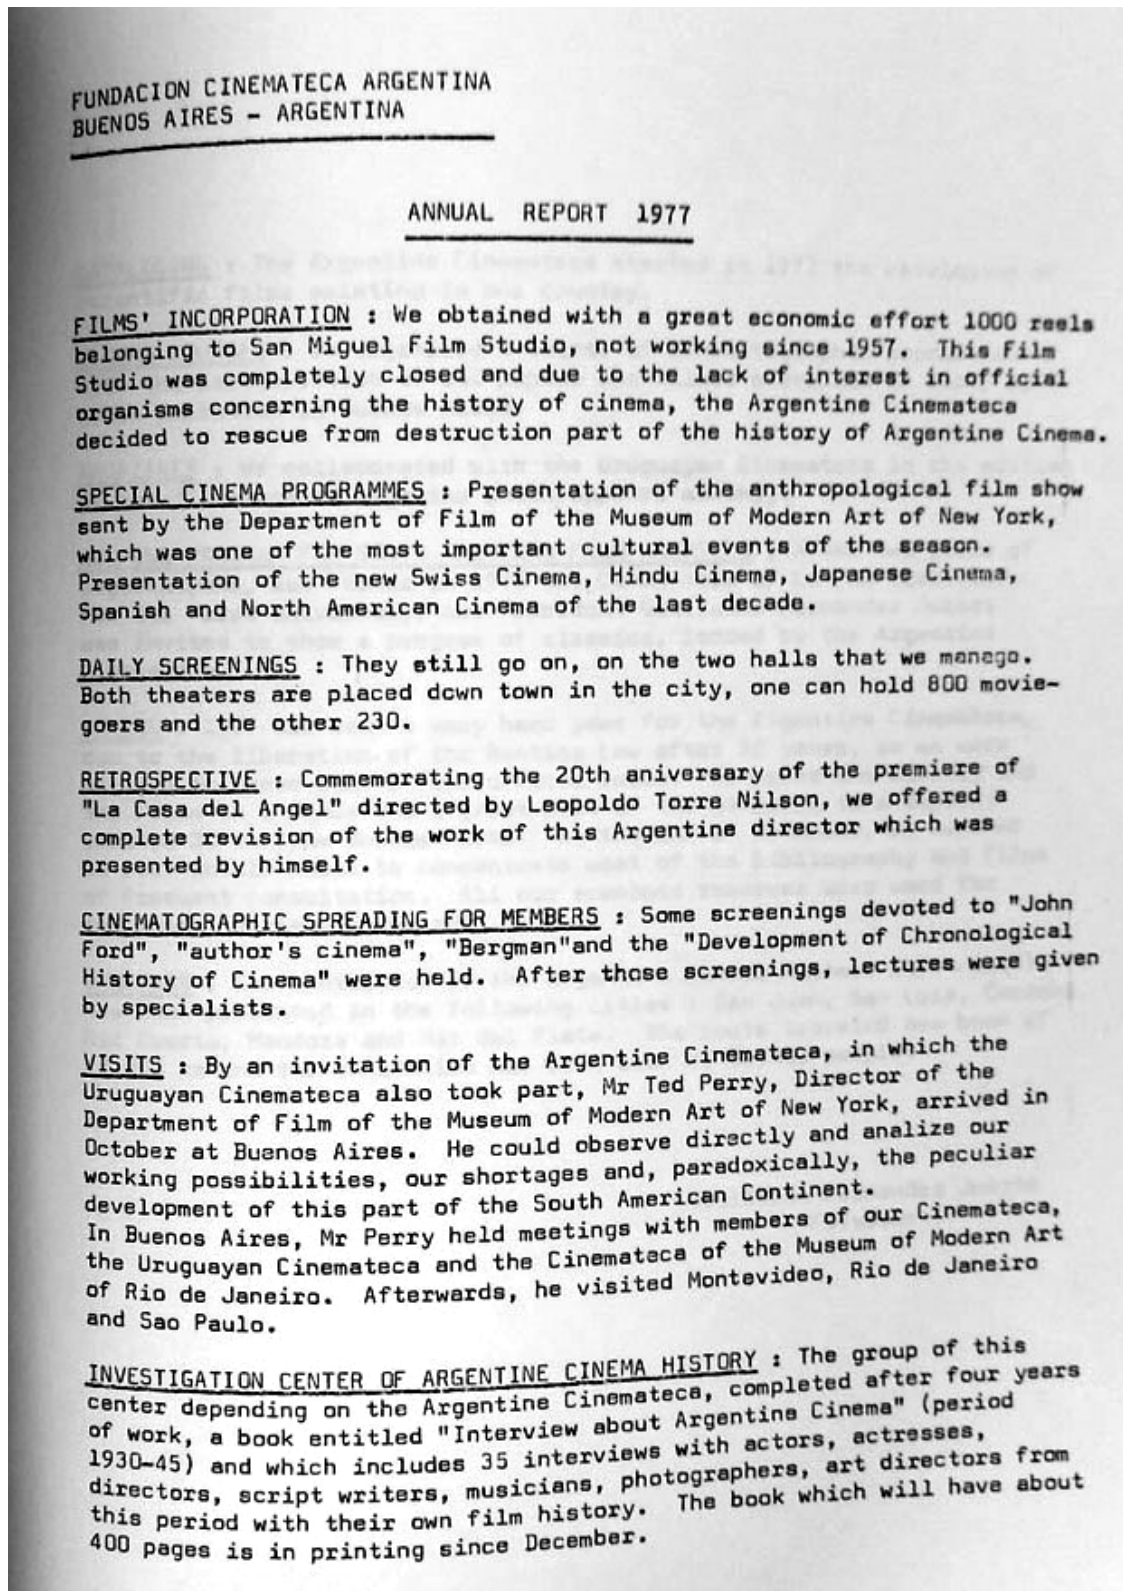 FUNDACION CINEMATECA ARGENTINA
BUENOS AIRES - ARGENTINA
ANNUAL REPORT 1977
FILMS' INCORPORATION : We obtained with a great economic effort 1000 reels
belonging to San Miguel Film Studio, not working since 1957. This Film
Studio was completely closed and due to the lack of interest in official
organisms concerning the history of cinema, the Argentine Cinemateca
decided to rescue from destruction part of the history of Argentine Cinema.
SPECIAL CINEMA PROGRAMMES : Presentation of the anthropological film show
sent by the Department of Film of the Museum of Modern Art of New York,
which was one of the most important cultural events of the season.
Presentation of the new Swiss Cinema, Hindu Cinema, Japanese Cinema,
Spanish and North American Cinema of the last decade.
DAILY SCREENINGS : They still go on, on the two halls that we manage.
Both theaters are placed down town in the city, one can hold 800 movie-
goers and the other 230.
RETROSPECTIVE : Commemorating the 20th aniversary of the premiere of
"La Casa del Angel" directed by Leopoldo Torre Nilson, we offered a
complete revision of the work of this Argentine director which was
presented by himself.
CINEMATOGRAPHIC SPREADING FOR MEMBERS : Some screenings devoted to "John
Ford", "author's cinema", "Bergman"and the "Development of Chronological
History of Cinema" were held. After those screenings, lectures were given
by specialists.
VISITS : By an invitation of the Argentine Cinemateca, in which the
Uruguayan Cinemateca also took part, Mr Ted Perry, Director of the
Department of Film of the Museum of Modern Art of New York, arrived in
October at Buenos Aires. He could observe directly and analize our
working possibilities, our shortages and, paradoxically, the peculiar
development of this part of the South American Continent.
In Buenos Aires, Mr Perry held meetings with members of our Cinemateca,
the Uruguayan Cinemateca and the Cinemateca of the Museum of Modern Art
of Rio de Janeiro. Afterwards, he visited Montevideo, Rio de Janeiro
and Sao Paulo.
INVESTIGATION CENTER OF ARGENTINE CINEMA HISTORY : The group of this
center depending on the Argentine Cinemateca, completed after four years
of work, a book entitled "Interview about Argentine Cinema" (period
1930-45) and which includes 35 interviews with actors, actresses,
directors, script writers, musicians, photographers, art directors from
this period with their own film history. The book which will have about
400 pages is in printing since December.